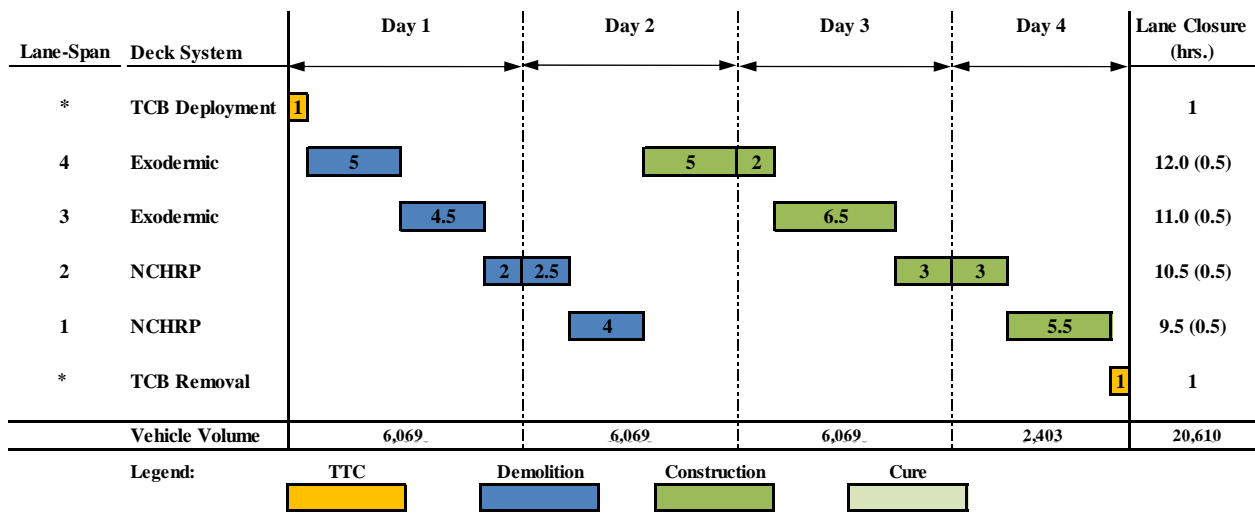 Day 1 Day 2 Day 3 Day 4 Lane Closure
Lane-Span Deck System (hrs.)
* TCB Deployment 1 1
4 Exodermic 5 5 2 12.0 (0.5)
3 Exodermic 4.5 6.5 11.0 (0.5)
2 NCHRP 2 2.5 3 3 10.5 (0.5)
1 NCHRP 4 5.5 9.5 (0.5)
* TCB Removal 1 1
Vehicle Volume 6,069 6,069 6,069 2,403 20,610
Legend: TTC Demolition Construction Cure